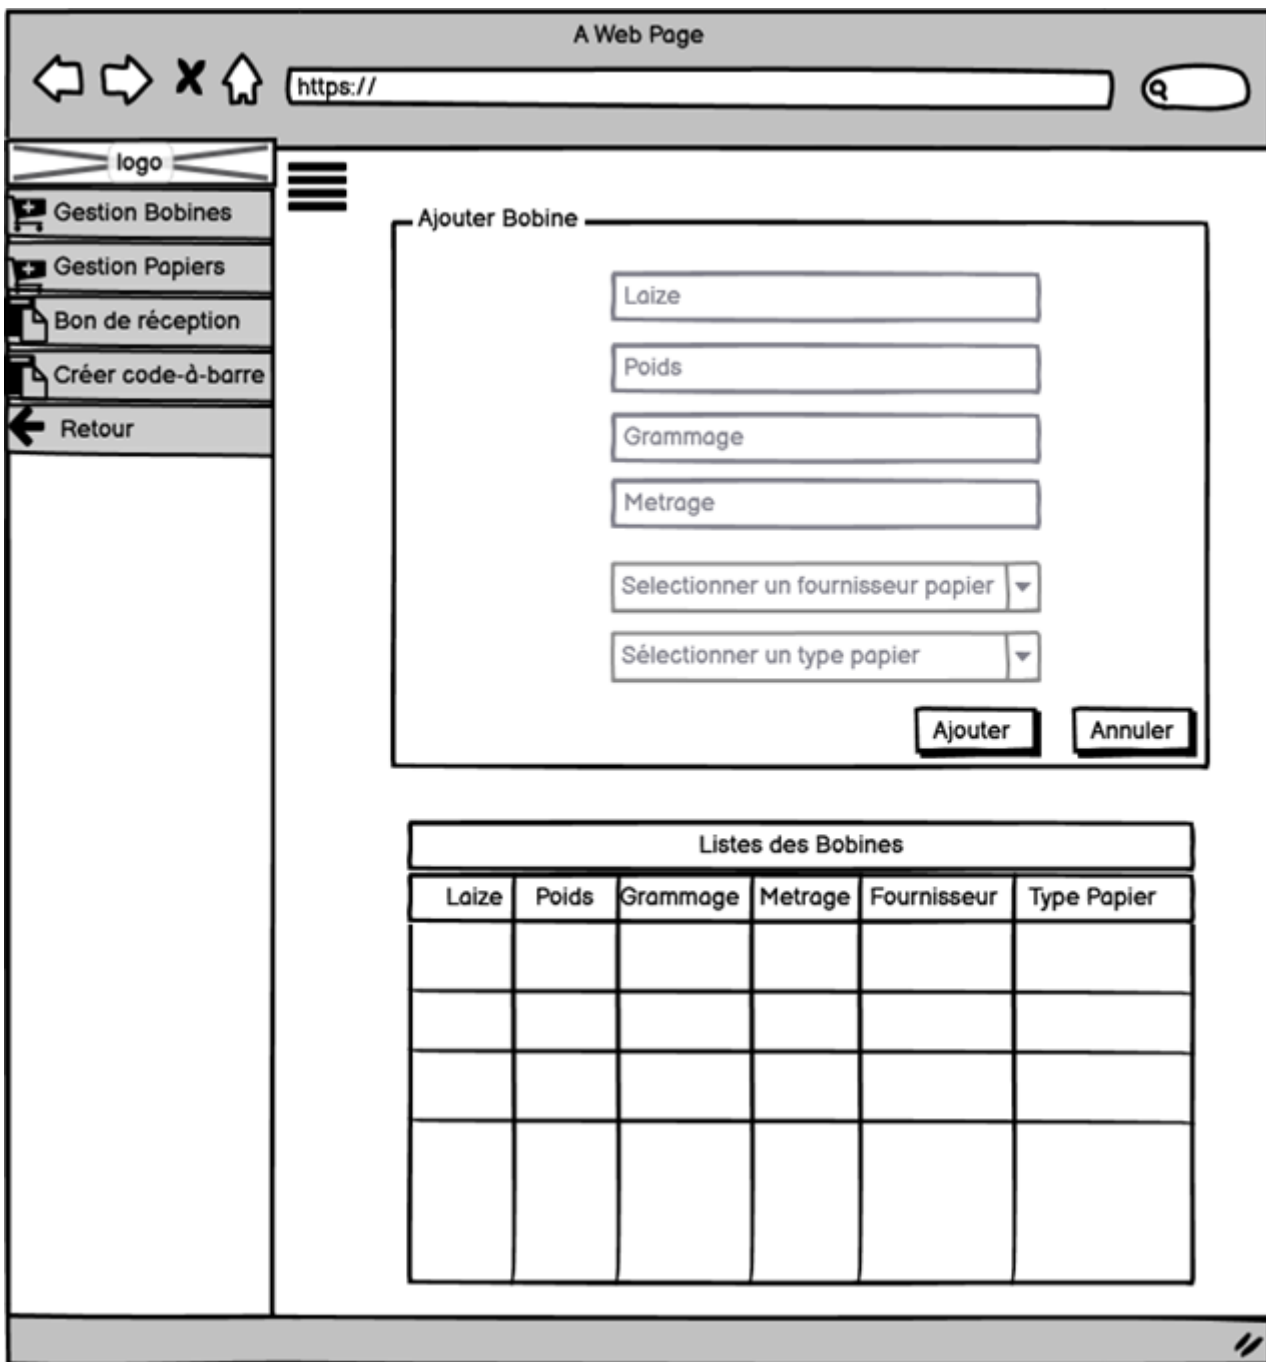 A Web Page
https://
logo
Gestion Bobines
Gestion Papiers
Bon de réception
Créer code-à-barre
Retour
Ajouter Bobine
Laize
Poids
Grammage
Metrage
Selectionner un fournisseur papier
Sélectionner un type papier
Ajouter Annuler
Listes des Bobines
Laize Poids Grammage Metrage Fournisseur Type Papier